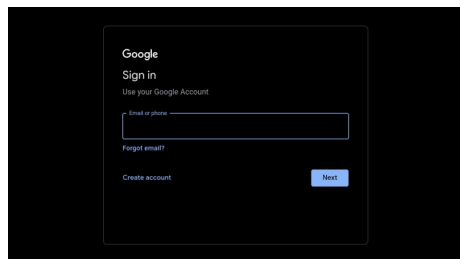 Google
Sign in
Use your Google Account
Email or phone
Forgot email?
Create account
Next